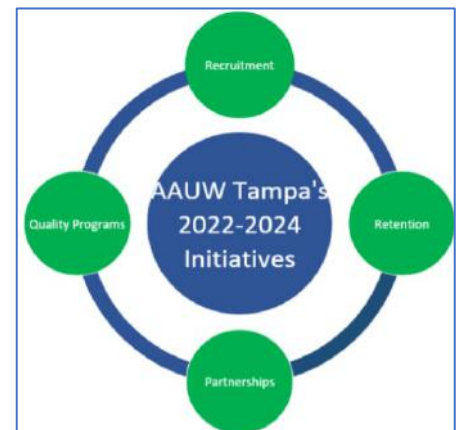 Recruitment
AAUW Tampa's
2022-2024
Initiatives
Quality Programs
Retention
Partnerships